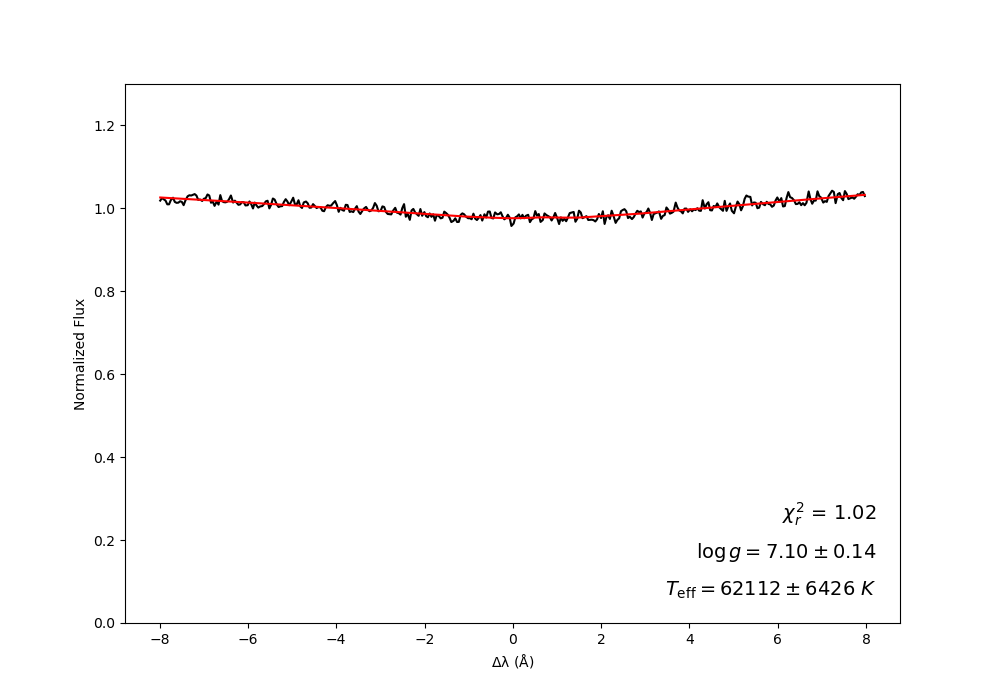 1.2
1.0
0.8
0.6
0.4
0.2
0.0
Normalized Flux
χ²ᵣ = 1.02
log g = 7.10 ± 0.14
T_eff = 62112 ± 6426 K
−8 −6 −4 −2 0 2 4 6 8
Δλ (Å)